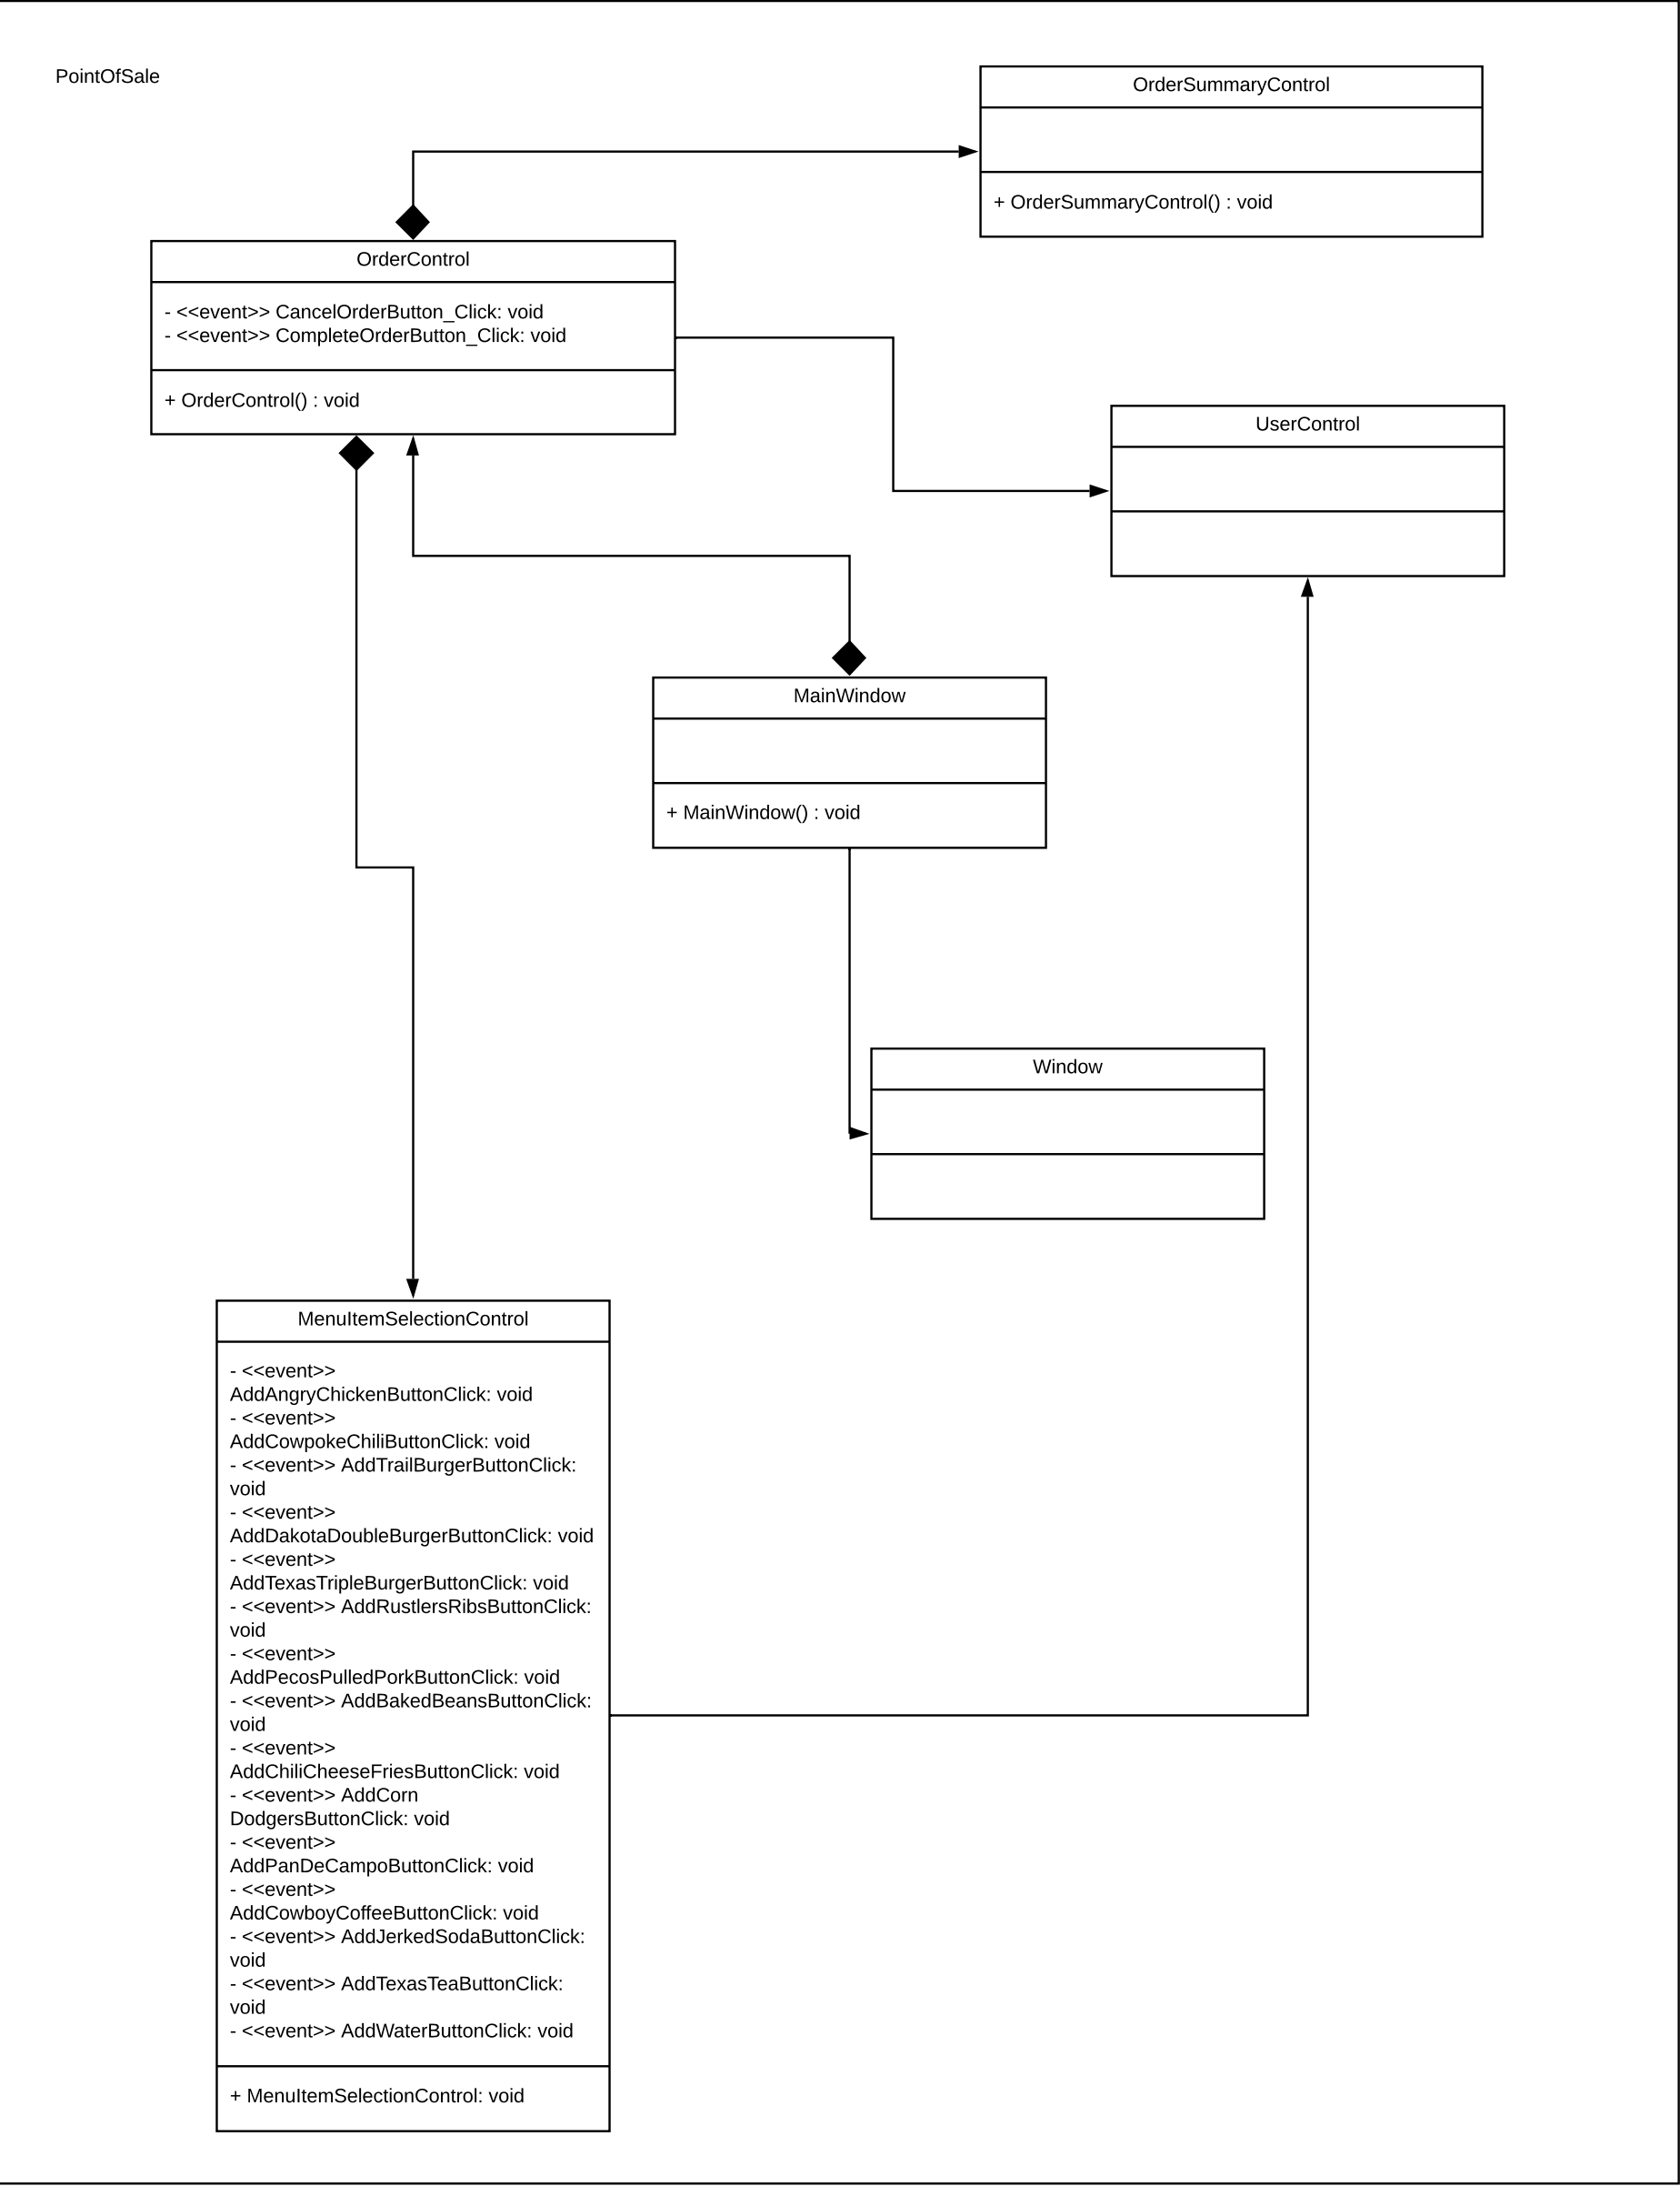 PointOfSale
OrderSummaryControl
+ OrderSummaryControl() : void
OrderControl
- <<event>> CancelOrderButton_Click: void
- <<event>> CompleteOrderButton_Click: void
+ OrderControl() : void
UserControl
MainWindow
+ MainWindow() : void
Window
MenuItemSelectionControl
- <<event>>
AddAngryChickenButtonClick: void
- <<event>>
AddCowpokeChiliButtonClick: void
- <<event>> AddTrailBurgerButtonClick:
void
- <<event>>
AddDakotaDoubleBurgerButtonClick: void
- <<event>>
AddTexasTripleBurgerButtonClick: void
- <<event>> AddRustlersRibsButtonClick:
void
- <<event>>
AddPecosPulledPorkButtonClick: void
- <<event>> AddBakedBeansButtonClick:
void
- <<event>>
AddChiliCheeseFriesButtonClick: void
- <<event>> AddCorn
DodgersButtonClick: void
- <<event>>
AddPanDeCampoButtonClick: void
- <<event>>
AddCowboyCoffeeButtonClick: void
- <<event>> AddJerkedSodaButtonClick:
void
- <<event>> AddTexasTeaButtonClick:
void
- <<event>> AddWaterButtonClick: void
+ MenuItemSelectionControl: void